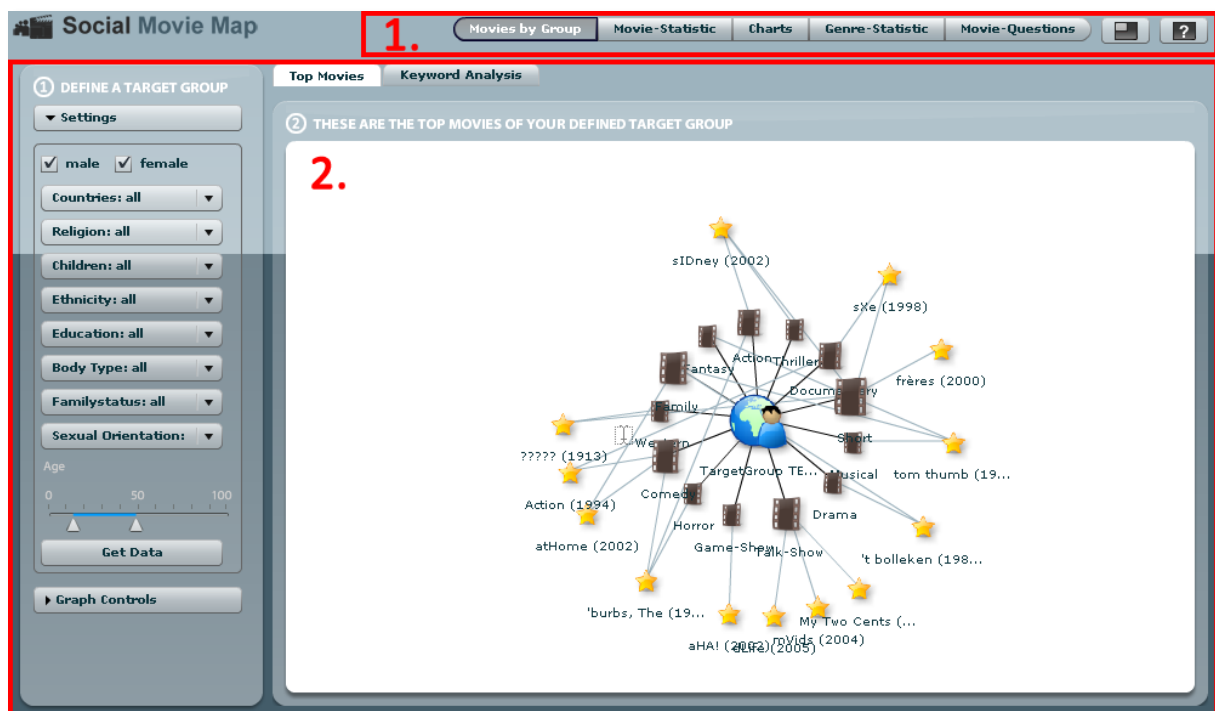 Social Movie Map
1.
Movies by Group
Movie-Statistic
Charts
Genre-Statistic
Movie-Questions
?
1 DEFINE A TARGET GROUP
Settings
male
female
Countries: all
Religion: all
Children: all
Ethnicity: all
Education: all
Body Type: all
Familystatus: all
Sexual Orientation:
Age
0 50 100
Get Data
Graph Controls
Top Movies
Keyword Analysis
2 THESE ARE THE TOP MOVIES OF YOUR DEFINED TARGET GROUP
2.
sIDney (2002)
sXe (1998)
Action
Thriller
Fantasy
frères (2000)
Documentary
Family
Western
Short
????? (1913)
TargetGroup TE...
Musical
tom thumb (19...
Comedy
Action (1994)
Drama
Horror
atHome (2002)
Game-Show
Talk-Show
't bolleken (198...
'burbs, The (19...
My Two Cents (...
mVids (2004)
aHA! (2002)
dLife (2005)